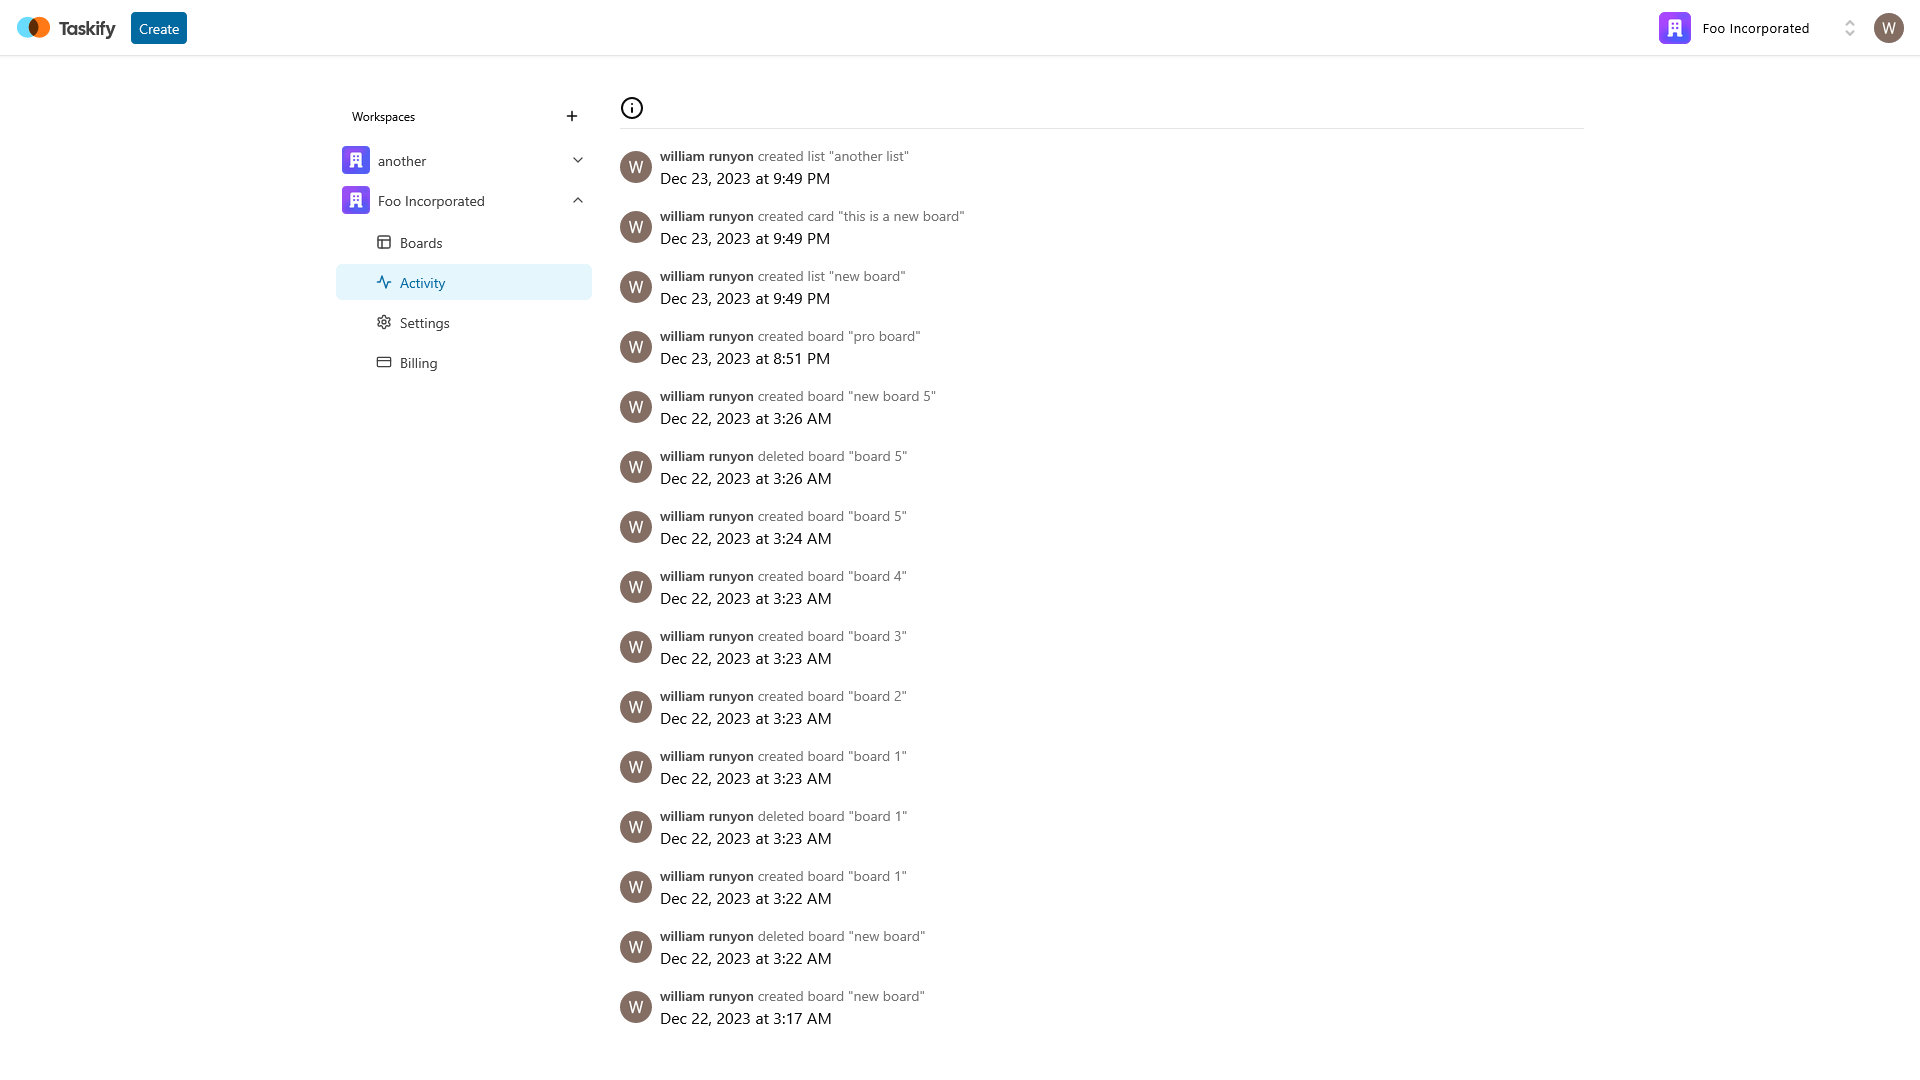 Taskify
Create
Foo Incorporated
W
Workspaces
another
Foo Incorporated
Boards
Activity
Settings
Billing
W
william runyon created list "another list"
Dec 23, 2023 at 9:49 PM
W
william runyon created card "this is a new board"
Dec 23, 2023 at 9:49 PM
W
william runyon created list "new board"
Dec 23, 2023 at 9:49 PM
W
william runyon created board "pro board"
Dec 23, 2023 at 8:51 PM
W
william runyon created board "new board 5"
Dec 22, 2023 at 3:26 AM
W
william runyon deleted board "board 5"
Dec 22, 2023 at 3:26 AM
W
william runyon created board "board 5"
Dec 22, 2023 at 3:24 AM
W
william runyon created board "board 4"
Dec 22, 2023 at 3:23 AM
W
william runyon created board "board 3"
Dec 22, 2023 at 3:23 AM
W
william runyon created board "board 2"
Dec 22, 2023 at 3:23 AM
W
william runyon created board "board 1"
Dec 22, 2023 at 3:23 AM
W
william runyon deleted board "board 1"
Dec 22, 2023 at 3:23 AM
W
william runyon created board "board 1"
Dec 22, 2023 at 3:22 AM
W
william runyon deleted board "new board"
Dec 22, 2023 at 3:22 AM
W
william runyon created board "new board"
Dec 22, 2023 at 3:17 AM